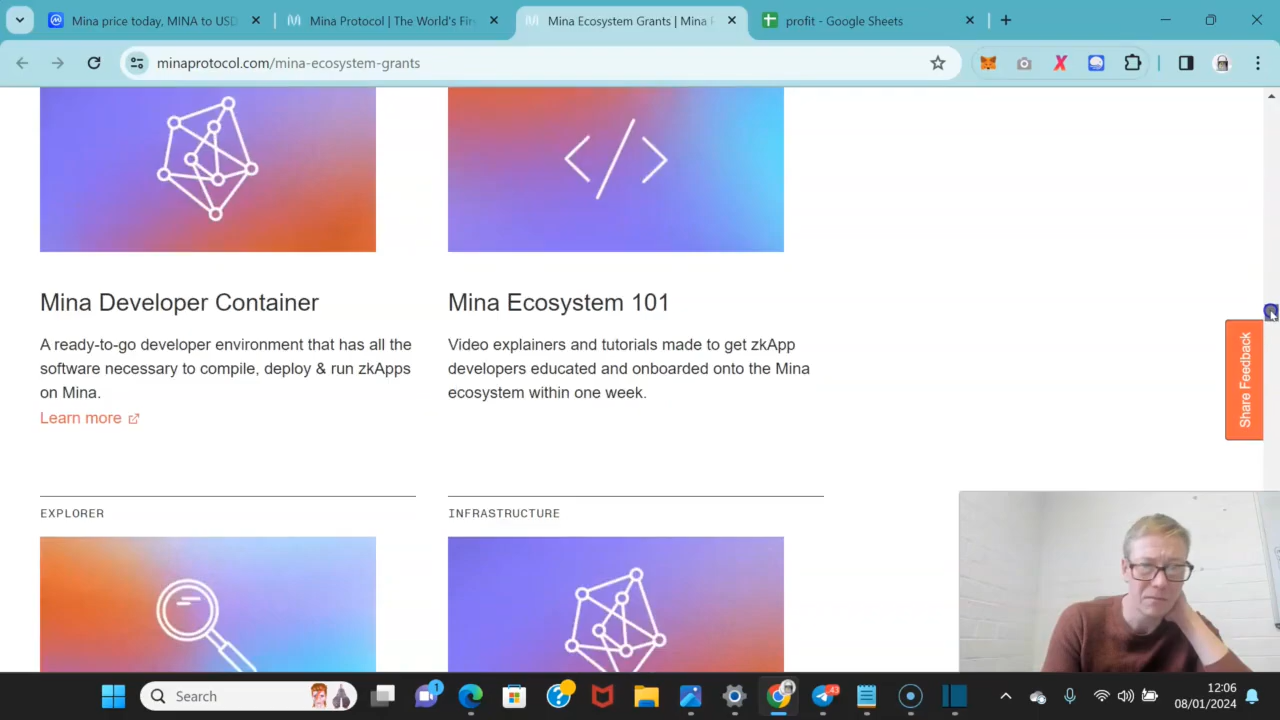 Mina price today, MINA to USD
Mina Protocol | The World's Firs
Mina Ecosystem Grants | Mina P
profit - Google Sheets
minaprotocol.com/mina-ecosystem-grants
Mina Developer Container
A ready-to-go developer environment that has all the
software necessary to compile, deploy & run zkApps
on Mina.
Learn more
Mina Ecosystem 101
Video explainers and tutorials made to get zkApp
developers educated and onboarded onto the Mina
ecosystem within one week.
Share Feedback
EXPLORER
INFRASTRUCTURE
Search
1
43
12:06
08/01/2024